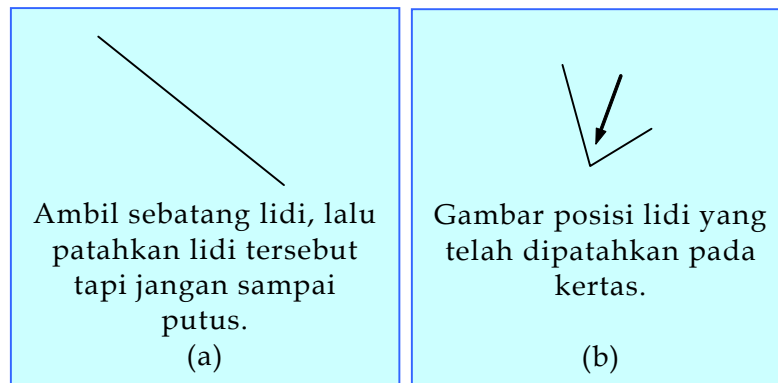 Ambil sebatang lidi, lalu
patahkan lidi tersebut
tapi jangan sampai
putus.
(a)
Gambar posisi lidi yang
telah dipatahkan pada
kertas.
(b)